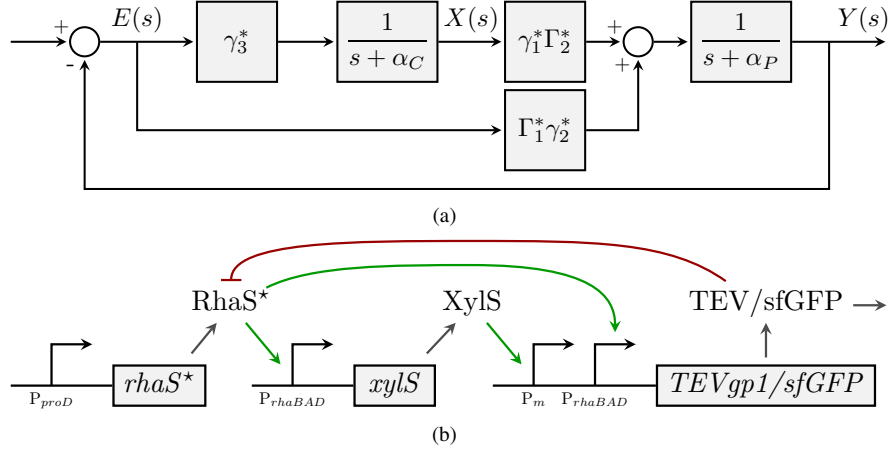 + E(s) γ₃* 1/(s + α_C) X(s) γ₁*Γ₂* + 1/(s + α_P) Y(s)
- +
Γ₁*γ₂*
(a)
RhaS⋆ XylS TEV/sfGFP
P_proD rhaS⋆ P_rhaBAD xylS P_m P_rhaBAD TEVgp1/sfGFP
(b)